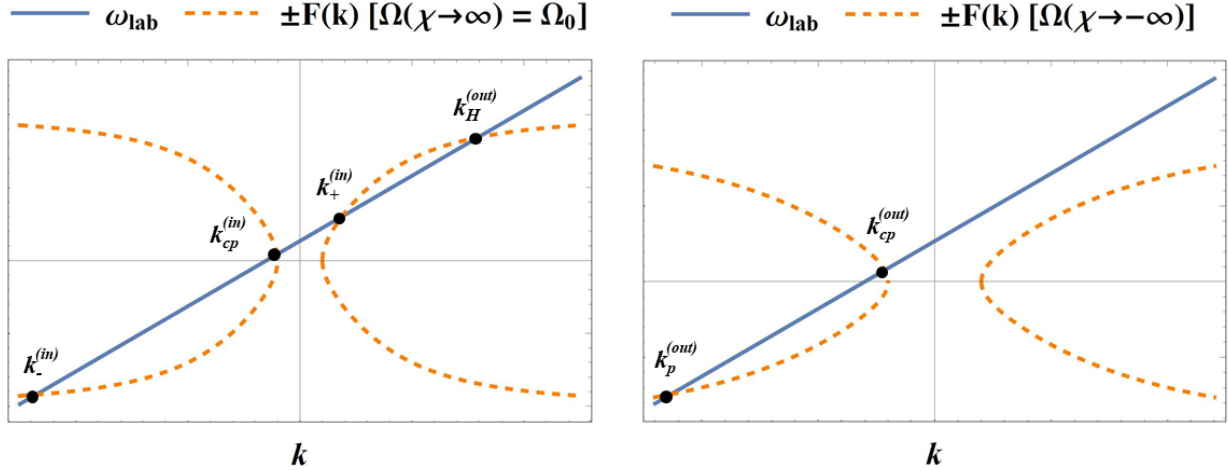 ω_lab ±F(k) [Ω(χ→∞) = Ω_0]
k_H^(out)
k_+^(in)
k_cp^(in)
k_-^(in)
k
ω_lab ±F(k) [Ω(χ→-∞)]
k_cp^(out)
k_p^(out)
k